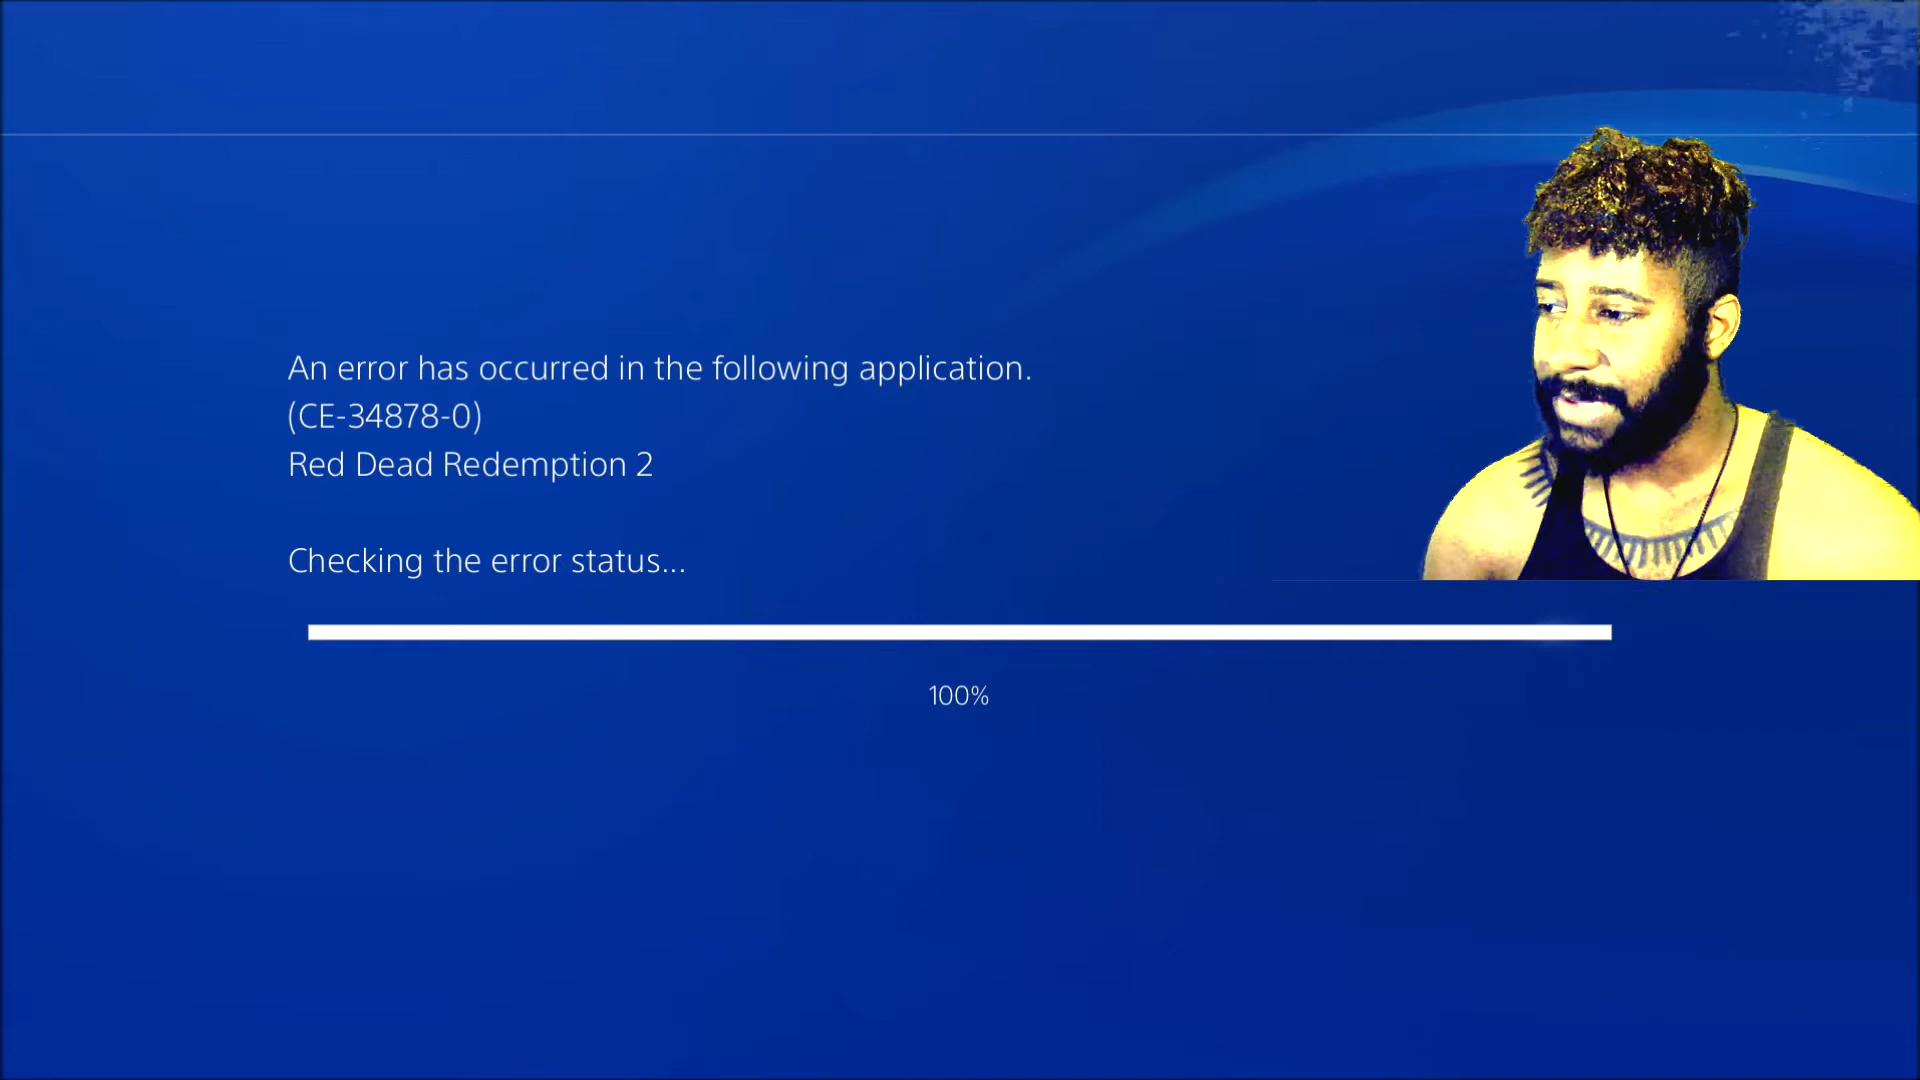 An error has occurred in the following application.
(CE-34878-0)
Red Dead Redemption 2
Checking the error status...
100%